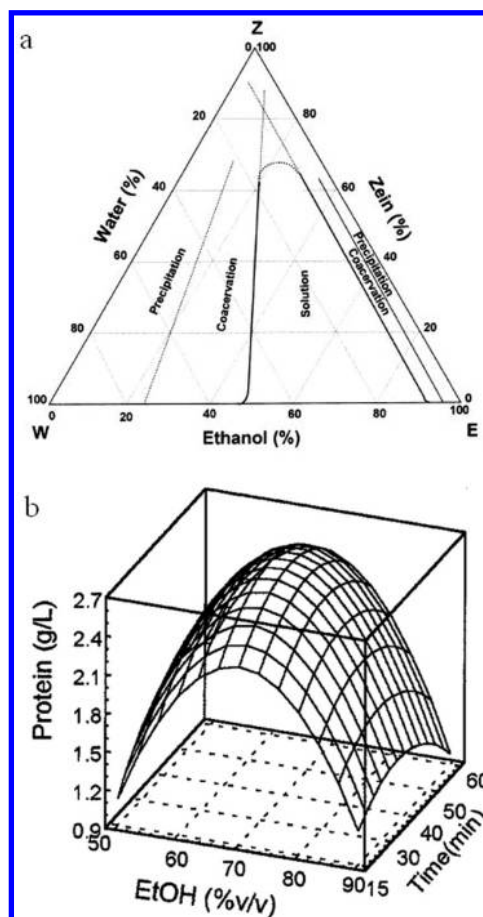 a
Z
0 100
20
80
Water (%)
40
60
Zein (%)
60
40
Precipitation
Coacervation
Solution
Precipitation
Coacervation
80
20
100
0
0
20
40
60
80
100
W
Ethanol (%)
E
b
Protein (g/L)
2.7
2.4
2.1
1.8
1.5
1.2
0.9
50
60
70
80
90
15
30
40
50
60
EtOH (%v/v)
Time(min)